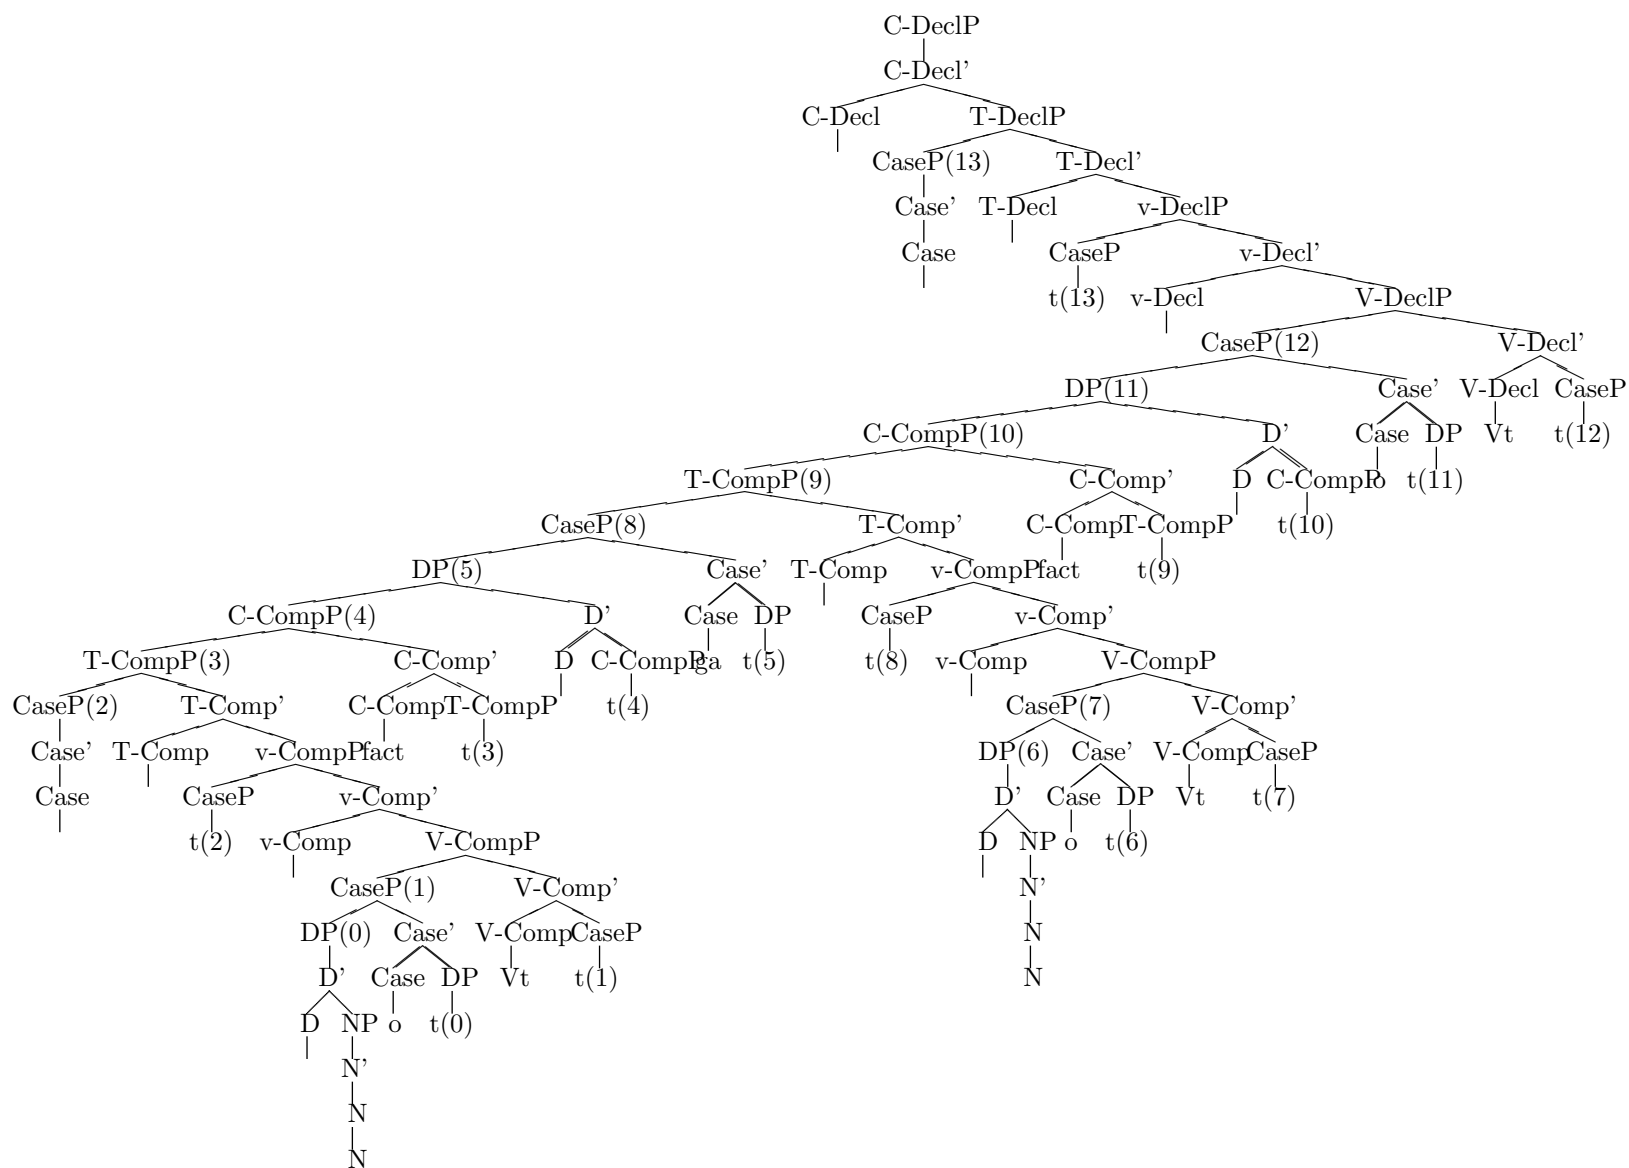 C-DeclP
C-Decl'
C-Decl T-DeclP
CaseP(13) T-Decl'
Case' T-Decl v-DeclP
Case CaseP v-Decl'
t(13) v-Decl V-DeclP
CaseP(12) V-Decl'
DP(11) Case' V-Decl CaseP
C-CompP(10) D' Case DP Vt t(12)
T-CompP(9) C-Comp' D C-CompP o t(11)
CaseP(8) T-Comp' C-Comp T-CompP t(10)
DP(5) Case' T-Comp v-CompP fact t(9)
C-CompP(4) D' Case DP CaseP v-Comp'
T-CompP(3) C-Comp' D C-CompP ga t(5) t(8) v-Comp V-CompP
CaseP(2) T-Comp' C-Comp T-CompP t(4) CaseP(7) V-Comp'
Case' T-Comp v-CompP fact t(3) DP(6) Case' V-Comp CaseP
Case CaseP v-Comp' D' Case DP Vt t(7)
t(2) v-Comp V-CompP D NP o t(6)
CaseP(1) V-Comp' N'
DP(0) Case' V-Comp CaseP N
D' Case DP Vt t(1) N
D NP o t(0)
N'
N
N